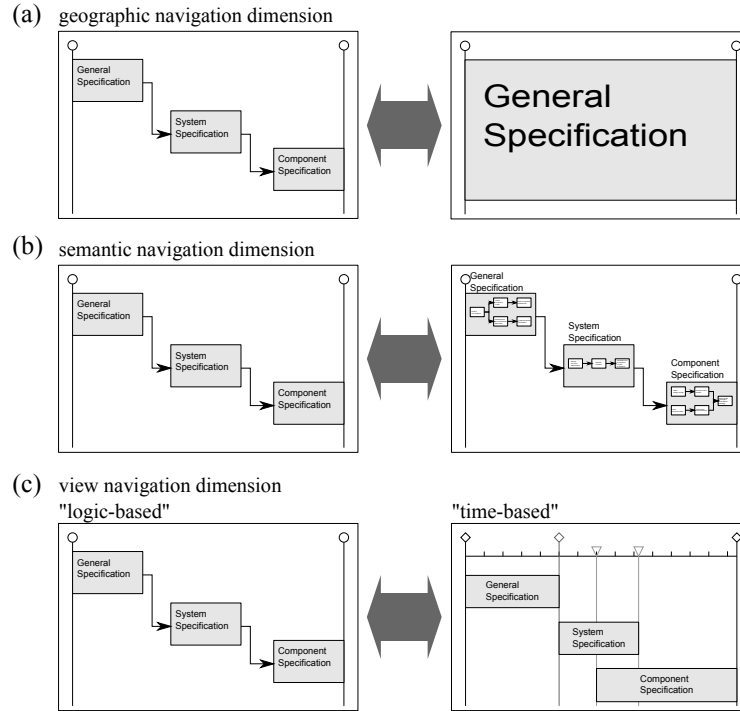 (a) geographic navigation dimension
General
Specification
System
Specification
Component
Specification
General
Specification
(b) semantic navigation dimension
General
Specification
System
Specification
Component
Specification
General
Specification
System
Specification
Component
Specification
(c) view navigation dimension
"logic-based"
"time-based"
General
Specification
System
Specification
Component
Specification
General
Specification
System
Specification
Component
Specification